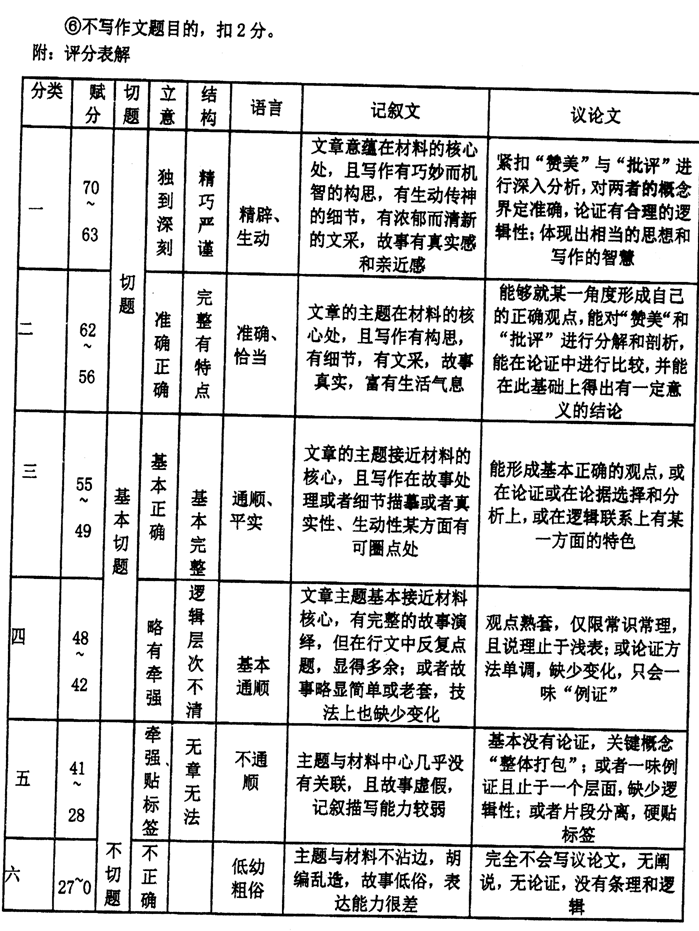 ⑥不写作文题目的，扣2分。
附：评分表解
分类 赋分 切题 立意 结构 语言 记叙文 议论文
一
70
~
63
切题
独到深刻
精巧严谨
精辟、
生动
文章意蕴在材料的核心
处，且写作有巧妙而机
智的构思，有生动传神
的细节，有浓郁而清新
的文采，故事有真实感
和亲近感
紧扣“赞美”与“批评”进
行深入分析，对两者的概念
界定准确，论证有合理的逻
辑性；体现出相当的思想和
写作的智慧
二
62
~
56
准确正确
完整有特点
准确、
恰当
文章的主题在材料的核
心处，且写作有构思，
有细节，有文采，故事
真实，富有生活气息
能够就某一角度形成自己
的正确观点，能对“赞美“和
“批评”进行分解和剖析，
能在论证中进行比较，并能
在此基础上得出有一定意
义的结论
三
55
~
49
基本切题
基本正确
基本完整
通顺、
平实
文章的主题接近材料的
核心，且写作在故事处
理或者细节描摹或者真
实性、生动性某方面有
可圈点处
能形成基本正确的观点，或
在论证或在论据选择和分
析上，或在逻辑联系上有某
一方面的特色
四
48
~
42
略有牵强
逻辑层次不清
基本
通顺
文章主题基本接近材料
核心，有完整的故事演
绎，但在行文中反复点
题，显得多余；或者故
事略显简单或老套，技
法上也缺少变化
观点熟套，仅限常识常理，
且说理止于浅表；或论证方
法单调，缺少变化，只会一
味“例证”
五
41
~
28
不切题
牵强、贴标签
无章无法
不通
顺
主题与材料中心几乎没
有关联，且故事虚假，
记叙描写能力较弱
基本没有论证，关键概念
“整体打包”；或者一味例
证且止于一个层面，缺少逻
辑性；或者片段分离，硬贴
标签
六
27~0
不正确
低幼
粗俗
主题与材料不沾边，胡
编乱造，故事低俗，表
达能力很差
完全不会写议论文，无阐
说，无论证，没有条理和逻
辑